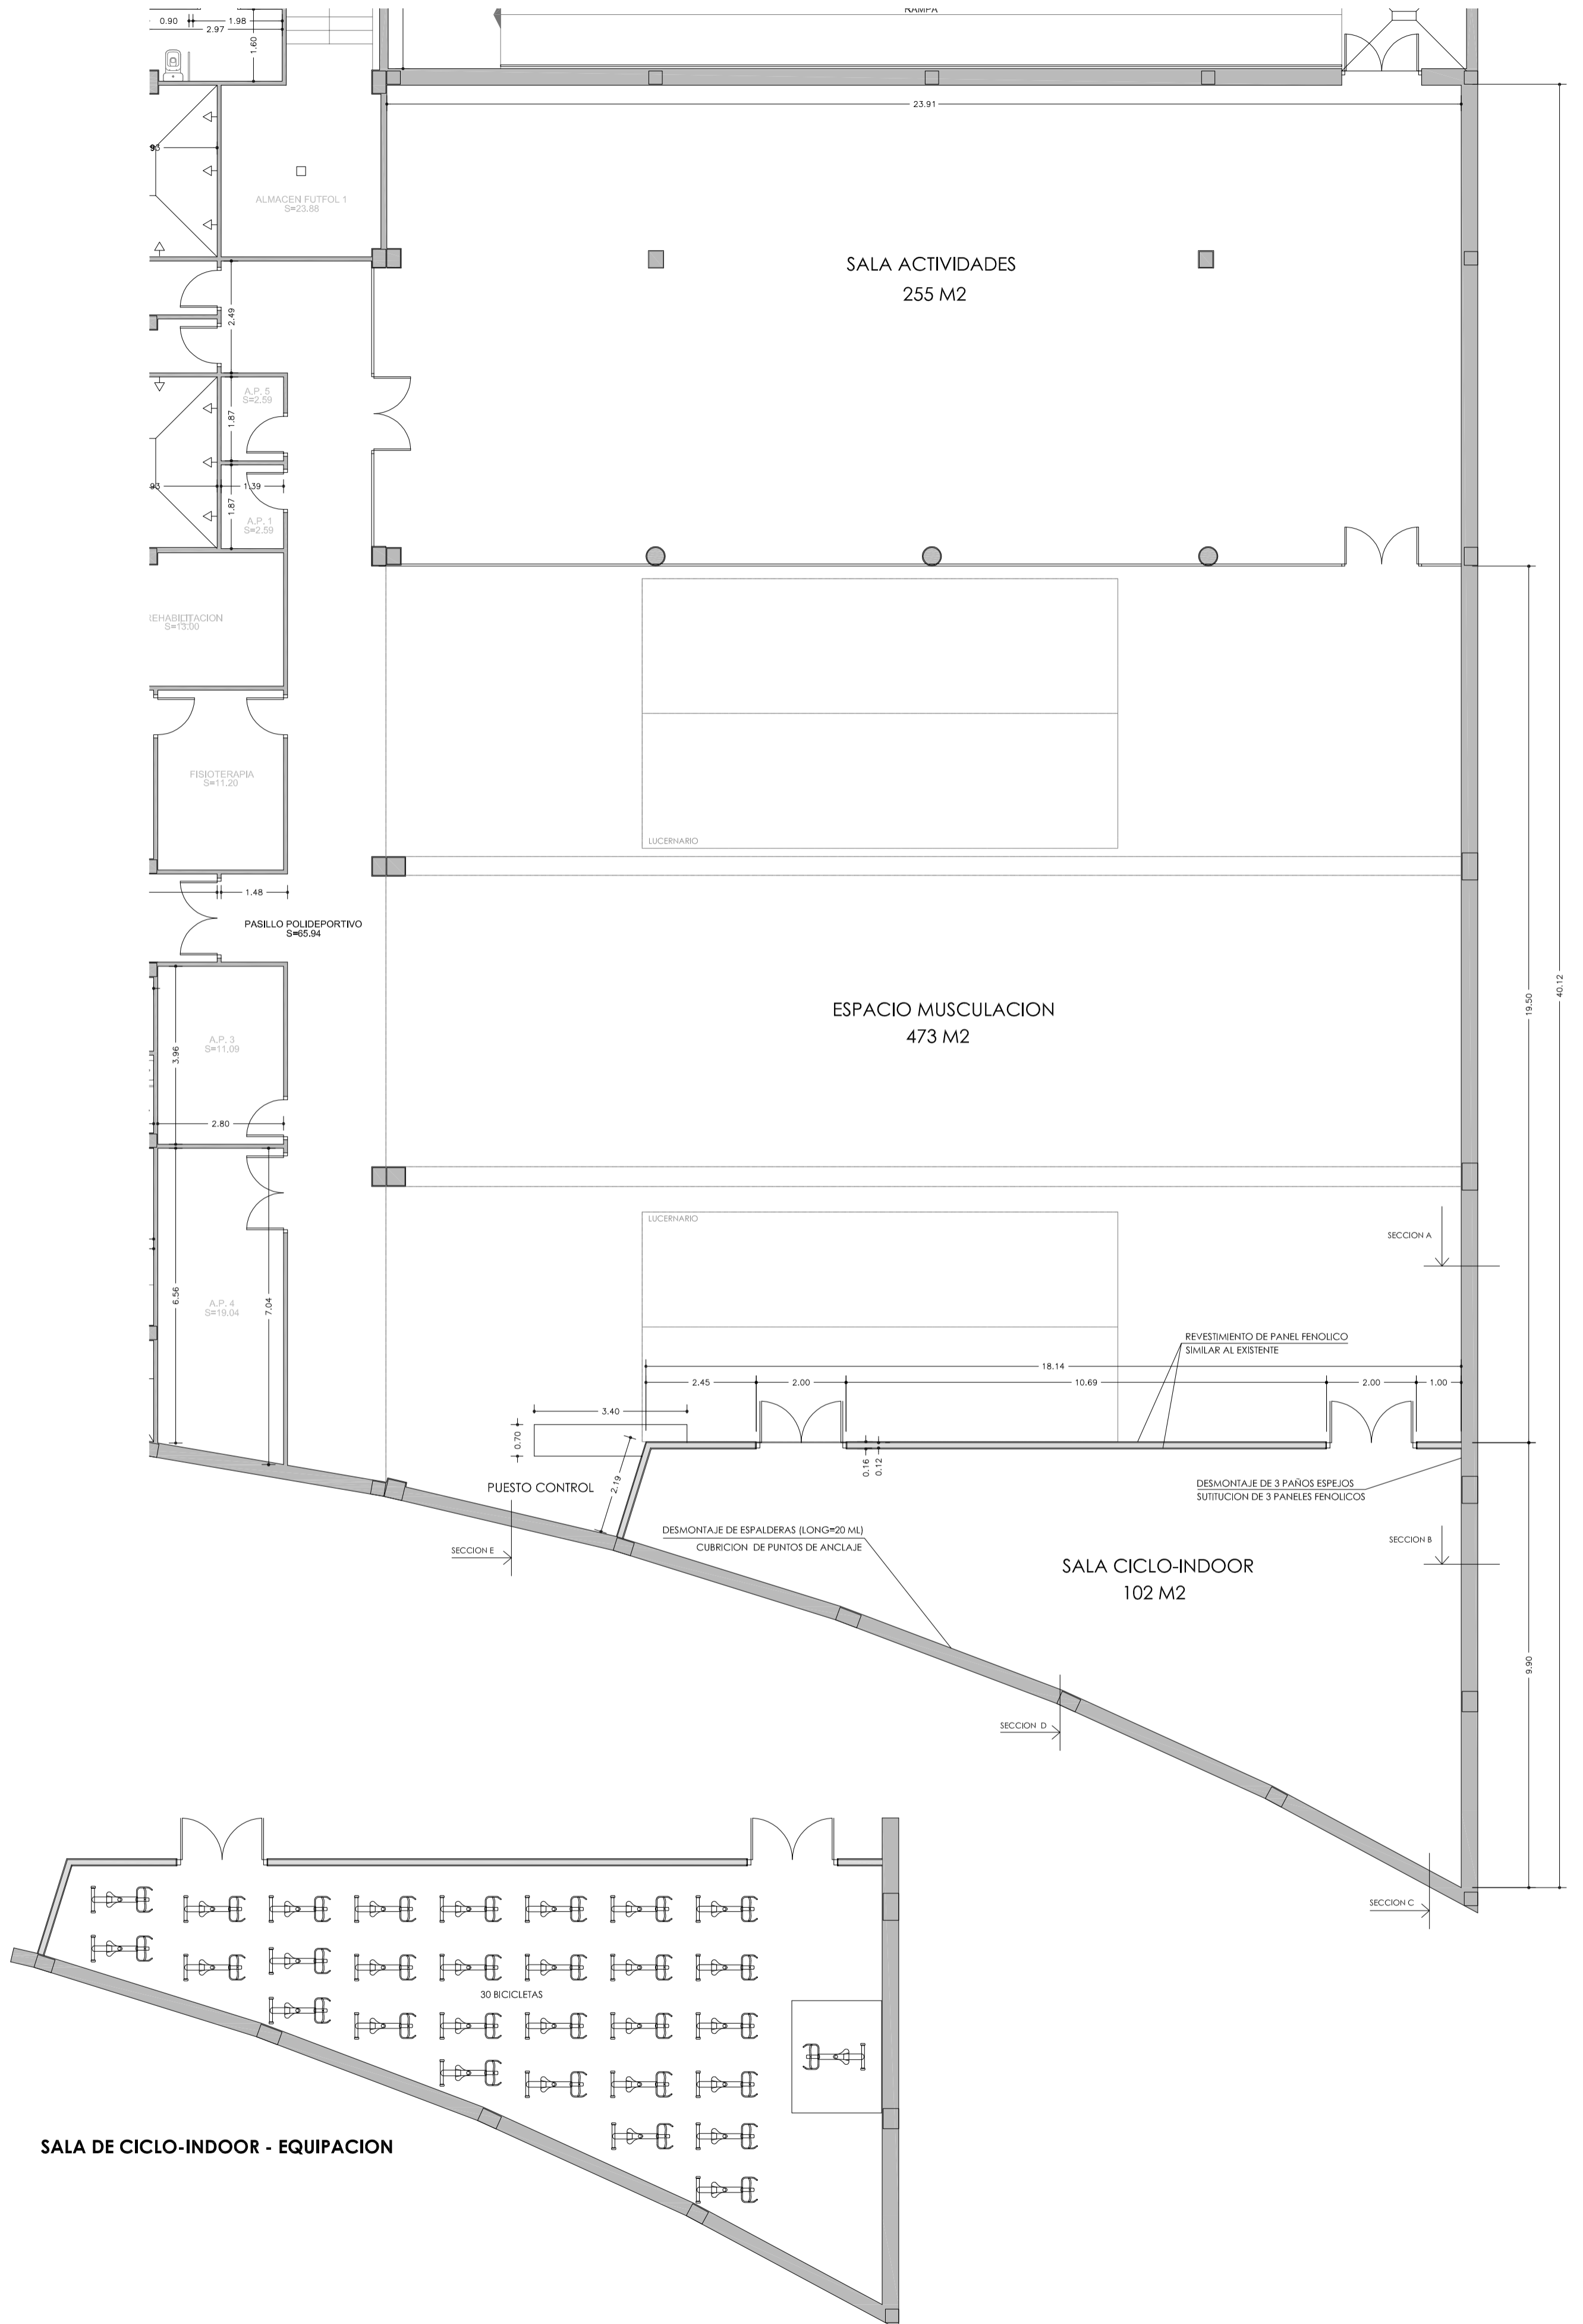 RAMPA
0.90
1.98
2.97
1.60
23.91
.93
ALMACEN FUTFOL 1
S=23.88
SALA ACTIVIDADES
255 M2
2.49
A.P. 5
S=2.59
1.87
.93
1.39
1.87
A.P. 1
S=2.59
REHABILITACION
S=13.00
FISIOTERAPIA
S=11.20
LUCERNARIO
1.48
PASILLO POLIDEPORTIVO
S=65.94
19.50
40.12
ESPACIO MUSCULACION
473 M2
A.P. 3
S=11.09
3.96
2.80
LUCERNARIO
SECCION A
6.56
A.P. 4
S=19.04
7.04
REVESTIMIENTO DE PANEL FENOLICO
SIMILAR AL EXISTENTE
18.14
2.45
2.00
10.69
2.00
1.00
3.40
0.70
0.16
0.12
2.19
PUESTO CONTROL
DESMONTAJE DE 3 PAÑOS ESPEJOS
SUTITUCION DE 3 PANELES FENOLICOS
DESMONTAJE DE ESPALDERAS (LONG=20 ML)
CUBRICION DE PUNTOS DE ANCLAJE
SECCION E
SECCION B
SALA CICLO-INDOOR
102 M2
9.90
SECCION D
SECCION C
30 BICICLETAS
SALA DE CICLO-INDOOR - EQUIPACION